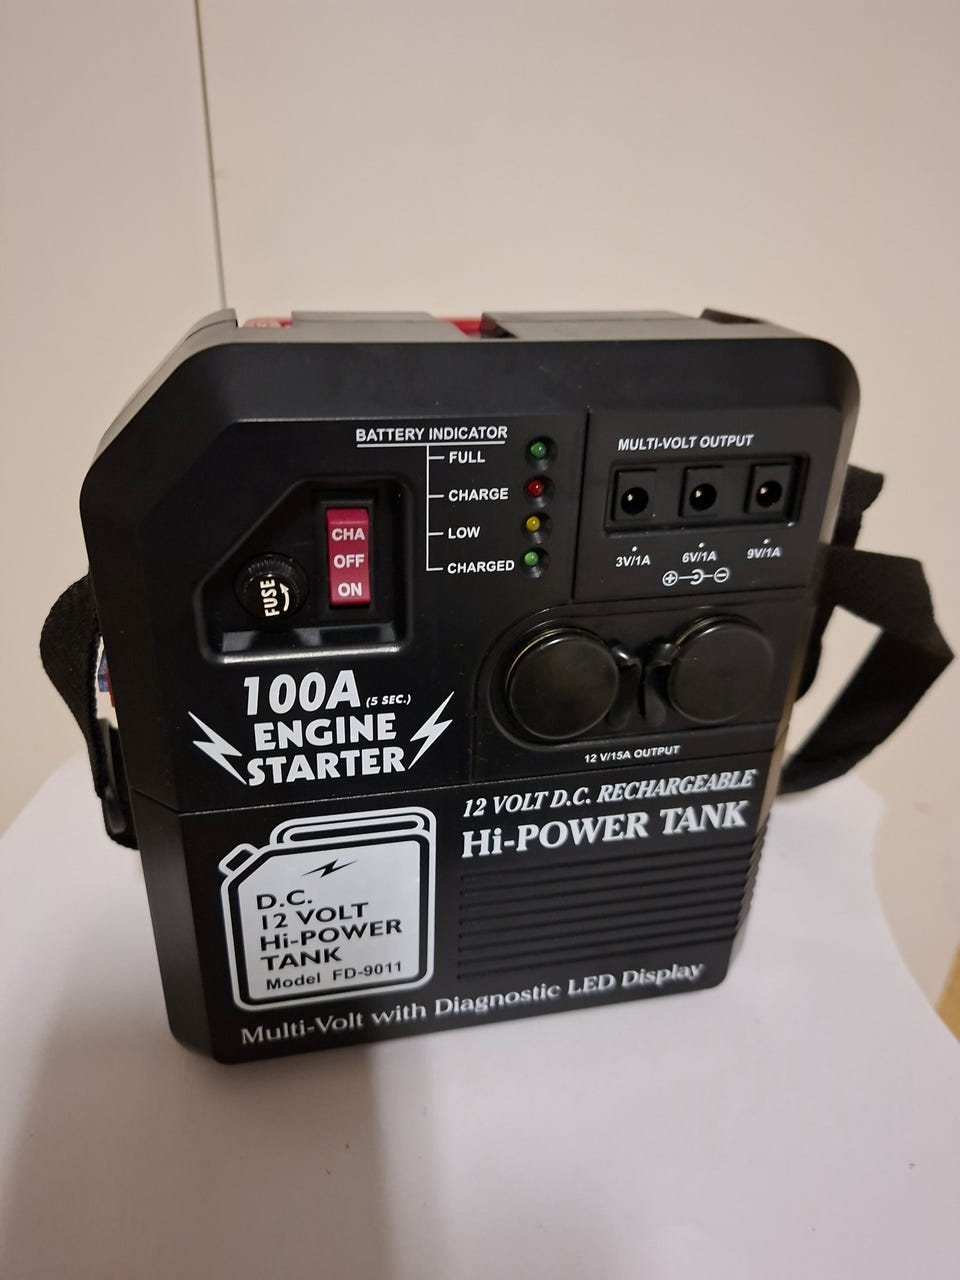 BATTERY INDICATOR
FULL
CHARGE
LOW
CHARGED
MULTI-VOLT OUTPUT
3V/1A 6V/1A 9V/1A
CHA
OFF
ON
FUSE
100A (5 SEC.)
ENGINE
STARTER
12 V/15A OUTPUT
12 VOLT D.C. RECHARGEABLE
Hi-POWER TANK
D.C.
12 VOLT
Hi-POWER
TANK
Model FD-9011
Multi-Volt with Diagnostic LED Display